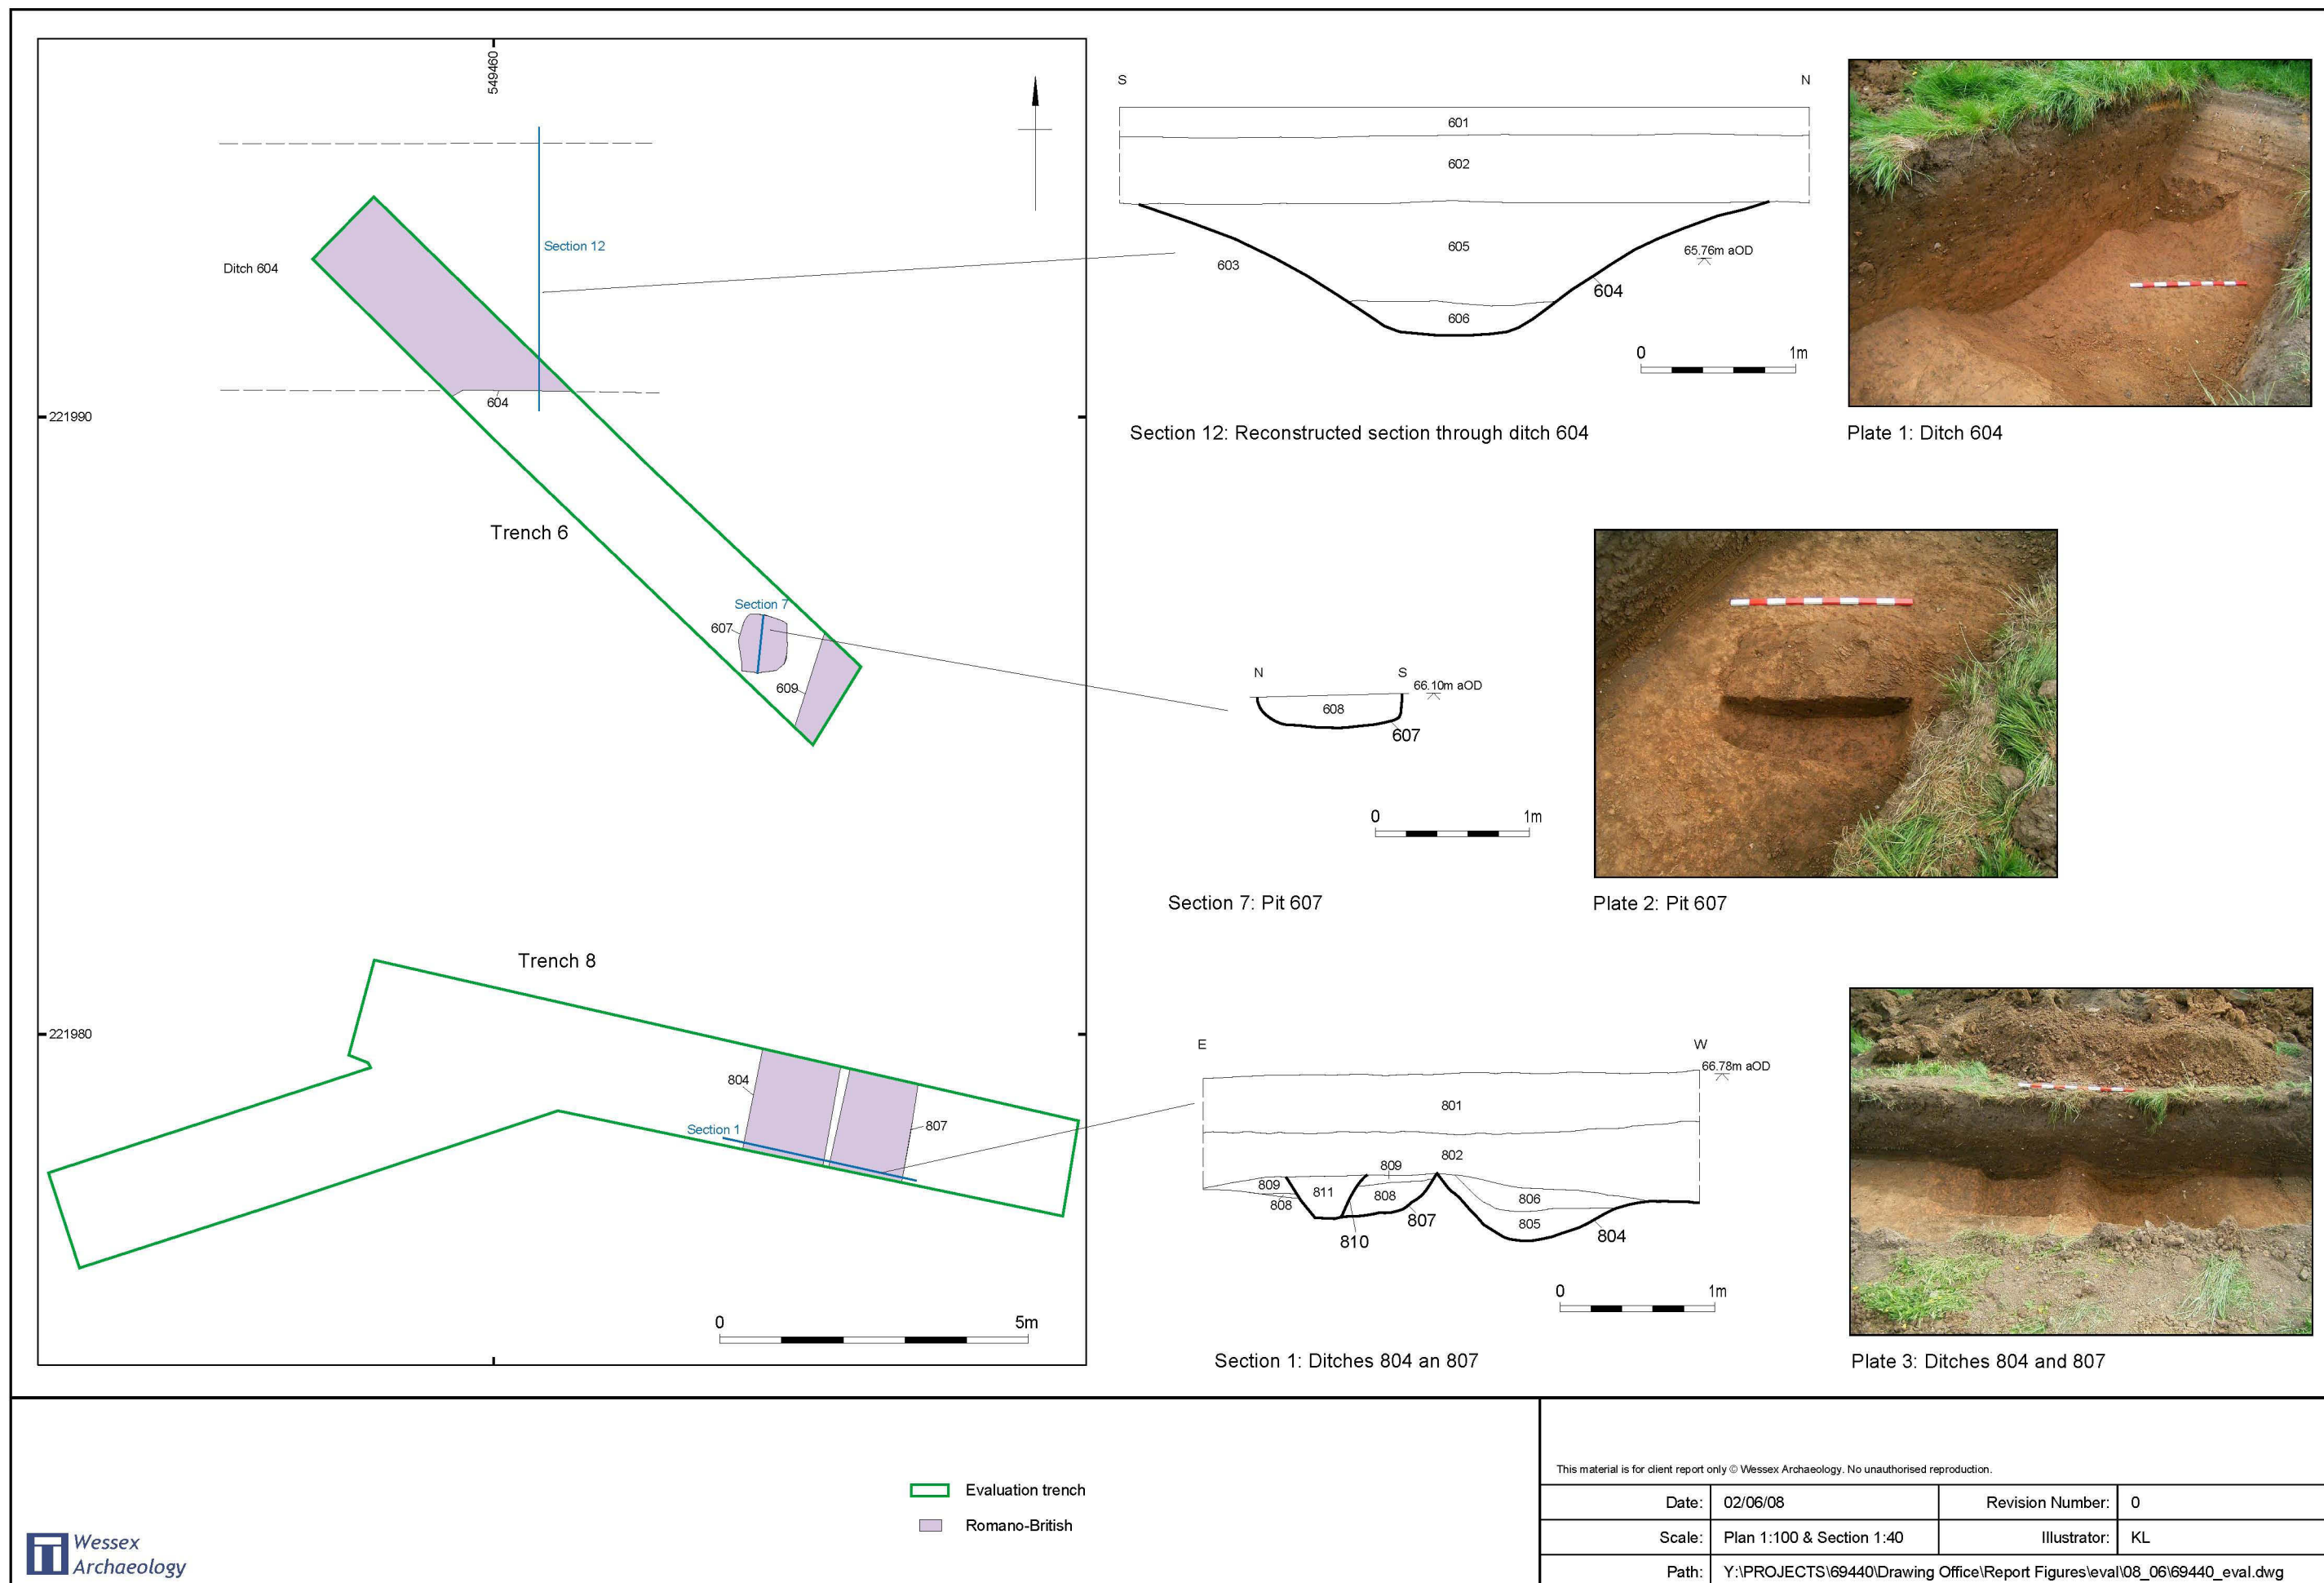 549460
221990
221980
Ditch 604
Section 12
604
Trench 6
Section 7
607
609
Trench 8
804
807
Section 1
0 5m
S N
601
602
605
603
65.76m aOD
604
606
0 1m
Section 12: Reconstructed section through ditch 604
Plate 1: Ditch 604
N S
66.10m aOD
608
607
0 1m
Section 7: Pit 607
Plate 2: Pit 607
E W
66.78m aOD
801
802
809
809
811
808
808
806
805
807
804
810
0 1m
Section 1: Ditches 804 an 807
Plate 3: Ditches 804 and 807
Evaluation trench
Romano-British
Wessex
Archaeology
This material is for client report only © Wessex Archaeology. No unauthorised reproduction.
Date: 02/06/08 Revision Number: 0
Scale: Plan 1:100 & Section 1:40 Illustrator: KL
Path: Y:\PROJECTS\69440\Drawing Office\Report Figures\eval\08_06\69440_eval.dwg